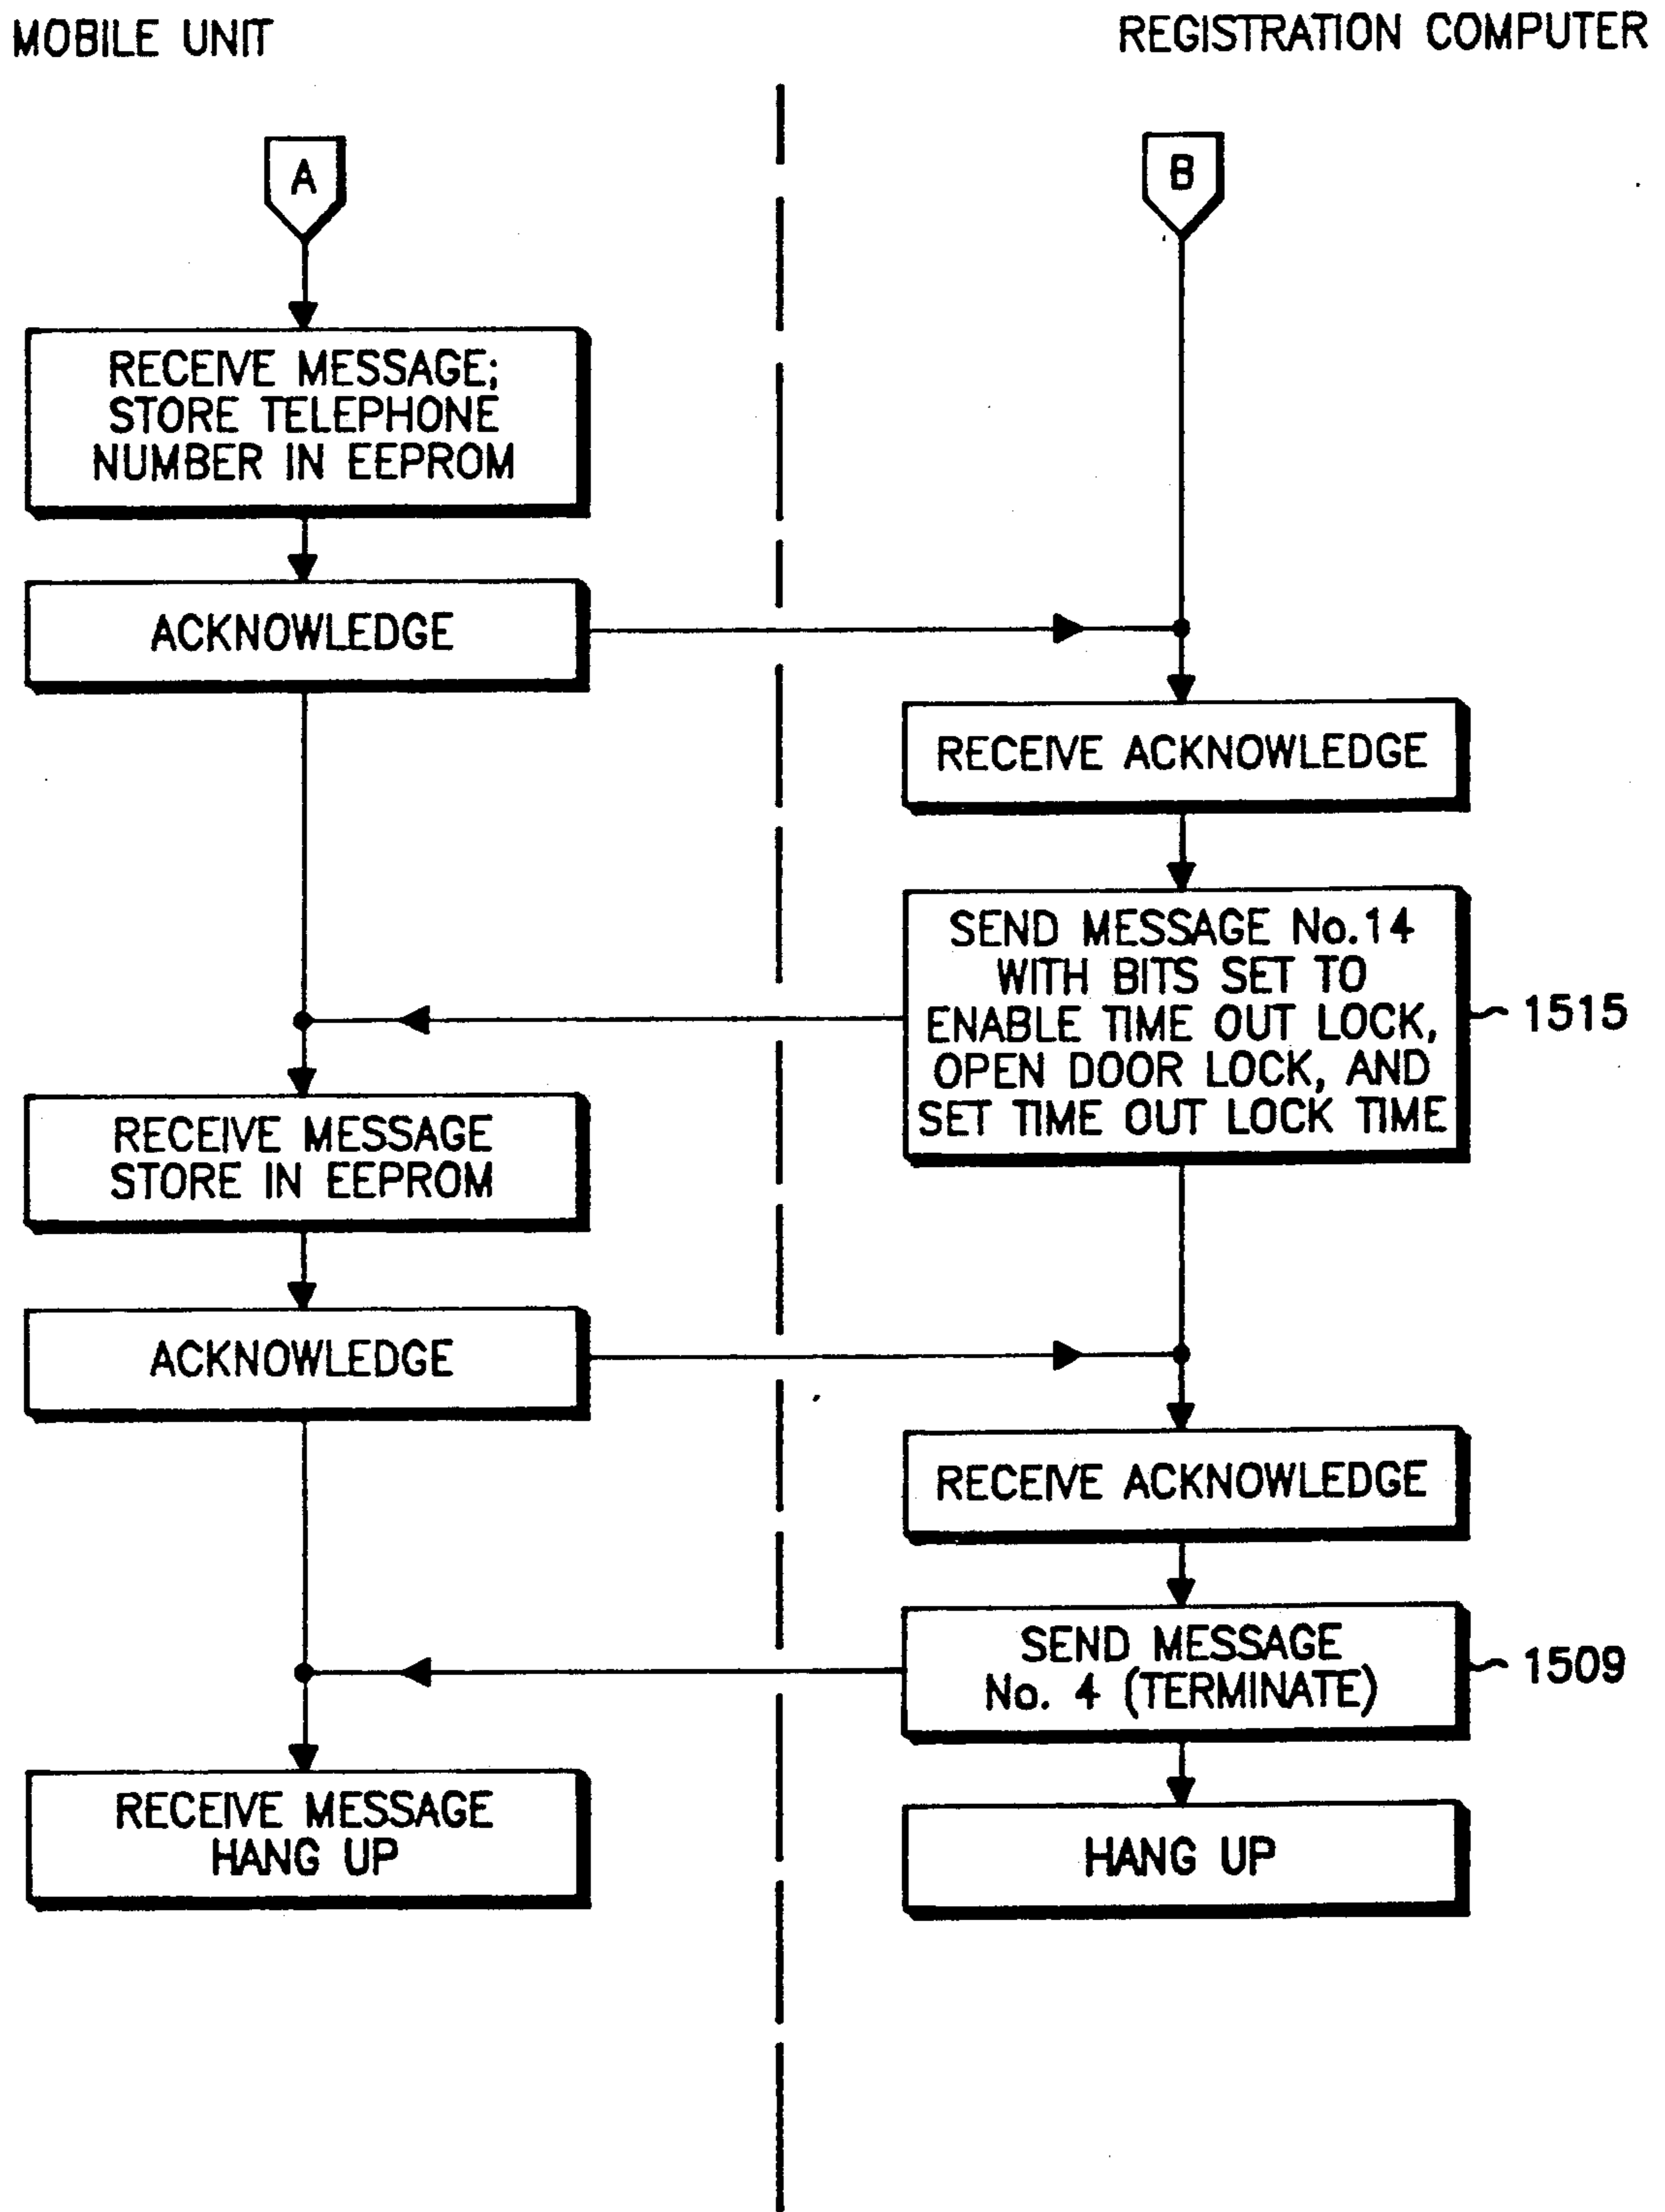 MOBILE UNIT
REGISTRATION COMPUTER
A
B
RECEIVE MESSAGE;
STORE TELEPHONE
NUMBER IN EEPROM
ACKNOWLEDGE
RECEIVE ACKNOWLEDGE
SEND MESSAGE No.14
WITH BITS SET TO
ENABLE TIME OUT LOCK,
OPEN DOOR LOCK, AND
SET TIME OUT LOCK TIME
1515
RECEIVE MESSAGE
STORE IN EEPROM
ACKNOWLEDGE
RECEIVE ACKNOWLEDGE
SEND MESSAGE
No. 4 (TERMINATE)
1509
RECEIVE MESSAGE
HANG UP
HANG UP